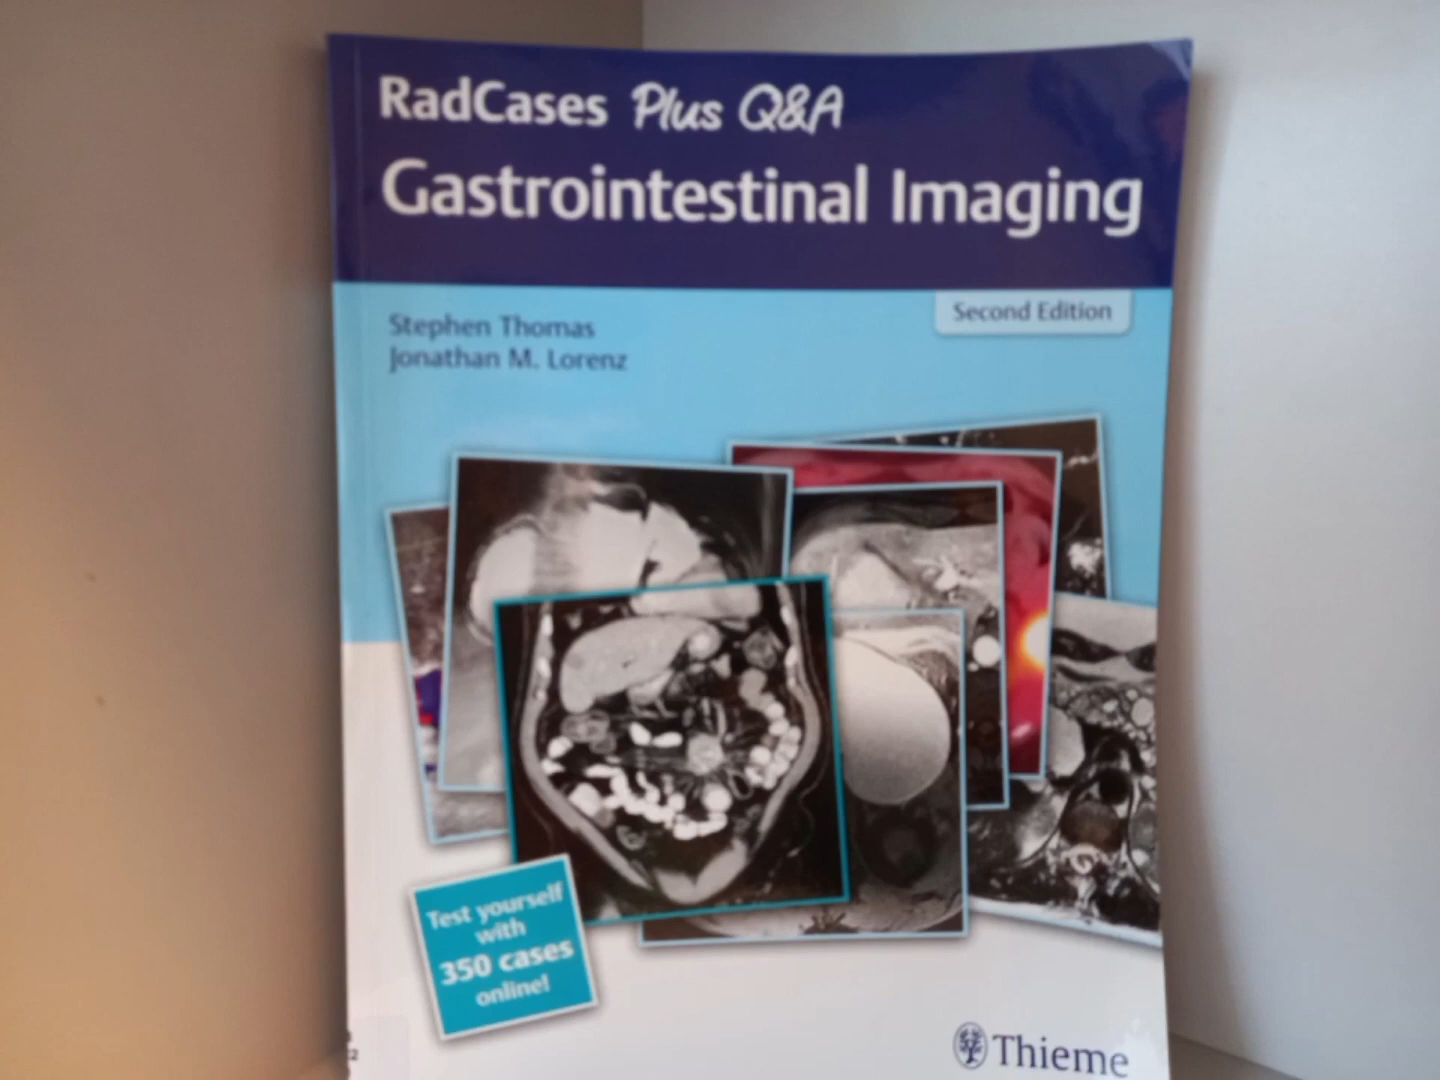 RadCases Plus Q&A
Gastrointestinal Imaging
Second Edition
Stephen Thomas
Jonathan M. Lorenz
Test yourself
with
350 cases
online!
Thieme